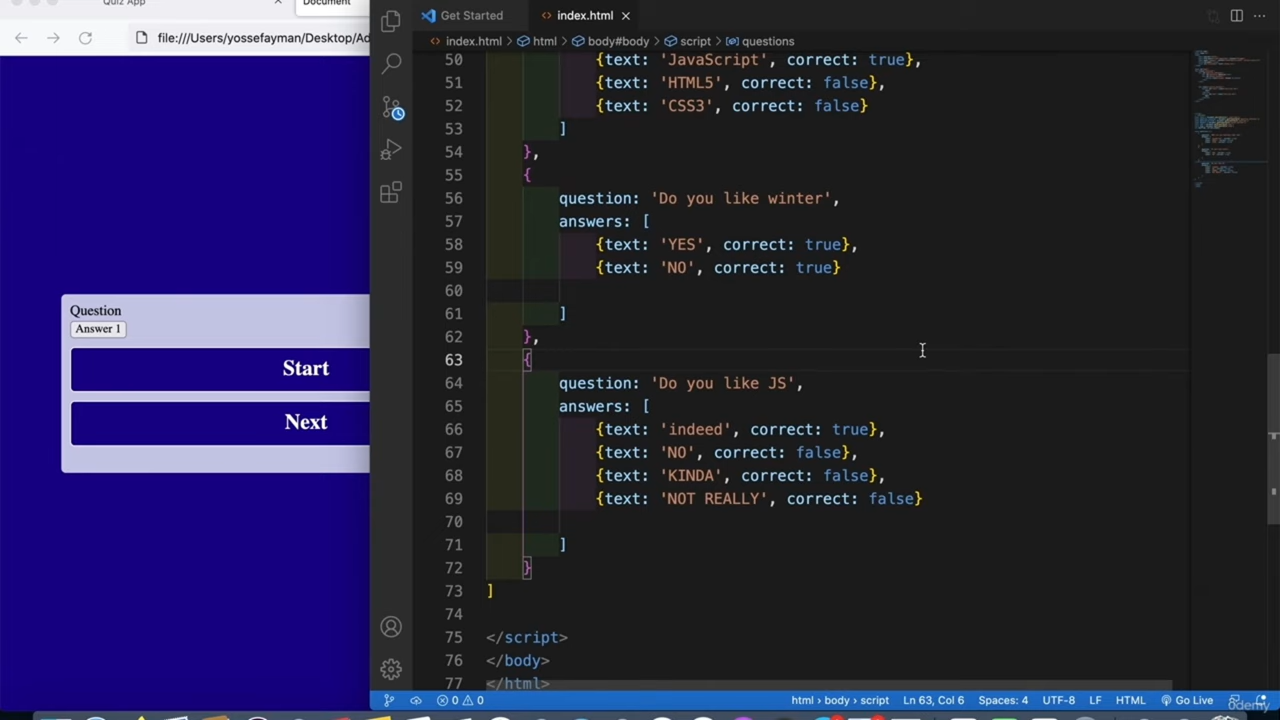 Quiz App
Document
file:///Users/yossefayman/Desktop/Ad
Question
Answer 1
Start
Next
Get Started
index.html
index.html > html > body#body > script > questions
50 {text: 'JavaScript', correct: true},
51 {text: 'HTML5', correct: false},
52 {text: 'CSS3', correct: false}
53 ]
54 },
55 {
56 question: 'Do you like winter',
57 answers: [
58 {text: 'YES', correct: true},
59 {text: 'NO', correct: true}
60
61 ]
62 },
63 {
64 question: 'Do you like JS',
65 answers: [
66 {text: 'indeed', correct: true},
67 {text: 'NO', correct: false},
68 {text: 'KINDA', correct: false},
69 {text: 'NOT REALLY', correct: false}
70
71 ]
72 }
73 ]
74
75 </script>
76 </body>
77 </html>
0 0
html > body > script
Ln 63, Col 6
Spaces: 4
UTF-8
LF
HTML
Go Live
udemy